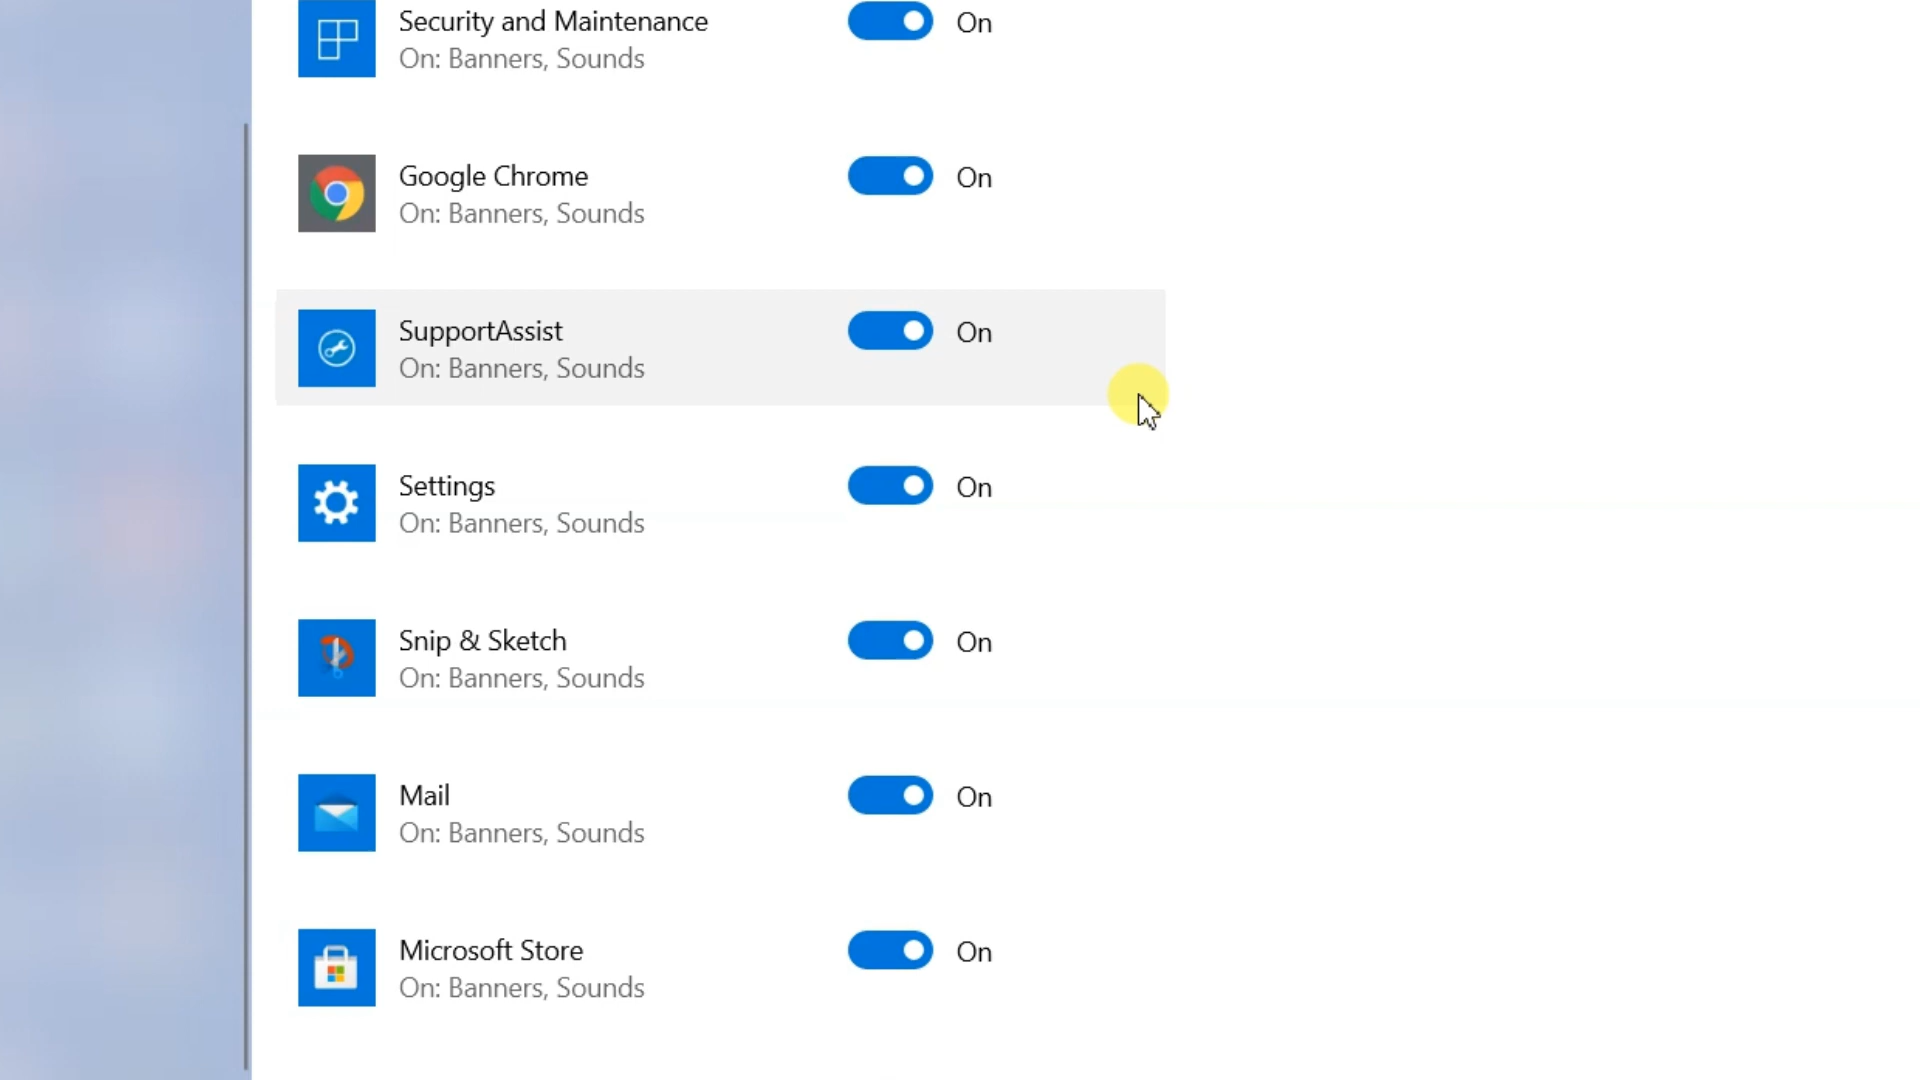 Security and Maintenance
On
On: Banners, Sounds
Google Chrome
On
On: Banners, Sounds
SupportAssist
On
On: Banners, Sounds
Settings
On
On: Banners, Sounds
Snip & Sketch
On
On: Banners, Sounds
Mail
On
On: Banners, Sounds
Microsoft Store
On
On: Banners, Sounds